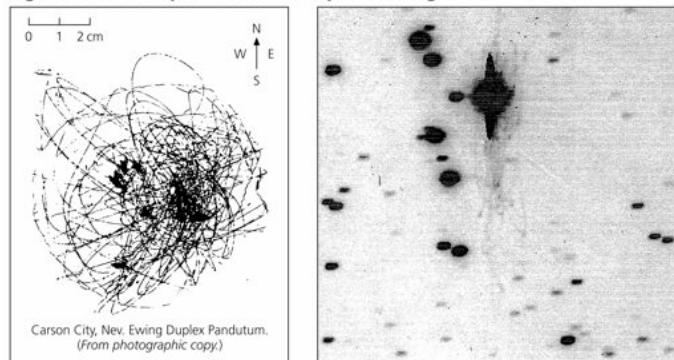 0 1 2 cm
N
W E
S
Carson City, Nev. Ewing Duplex Pandutum.
(From photographic copy.)